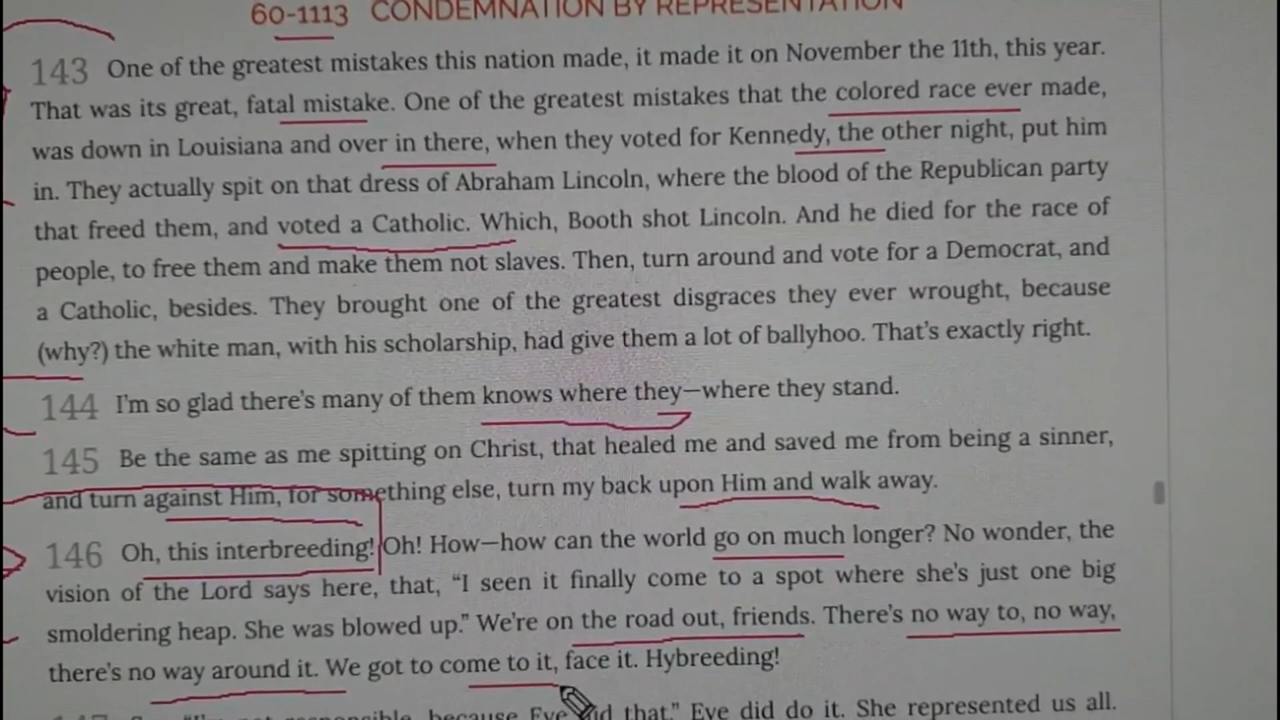 60-1113 CONDEMNATION BY REPRESENTATION
143 One of the greatest mistakes this nation made, it made it on November the 11th, this year.
That was its great, fatal mistake. One of the greatest mistakes that the colored race ever made,
was down in Louisiana and over in there, when they voted for Kennedy, the other night, put him
in. They actually spit on that dress of Abraham Lincoln, where the blood of the Republican party
that freed them, and voted a Catholic. Which, Booth shot Lincoln. And he died for the race of
people, to free them and make them not slaves. Then, turn around and vote for a Democrat, and
a Catholic, besides. They brought one of the greatest disgraces they ever wrought, because
(why?) the white man, with his scholarship, had give them a lot of ballyhoo. That's exactly right.
144 I'm so glad there's many of them knows where they—where they stand.
145 Be the same as me spitting on Christ, that healed me and saved me from being a sinner,
and turn against Him, for something else, turn my back upon Him and walk away.
146 Oh, this interbreeding! Oh! How—how can the world go on much longer? No wonder, the
vision of the Lord says here, that, "I seen it finally come to a spot where she's just one big
smoldering heap. She was blowed up." We're on the road out, friends. There's no way to, no way,
there's no way around it. We got to come to it, face it. Hybreeding!
because Eve did that." Eve did do it. She represented us all.